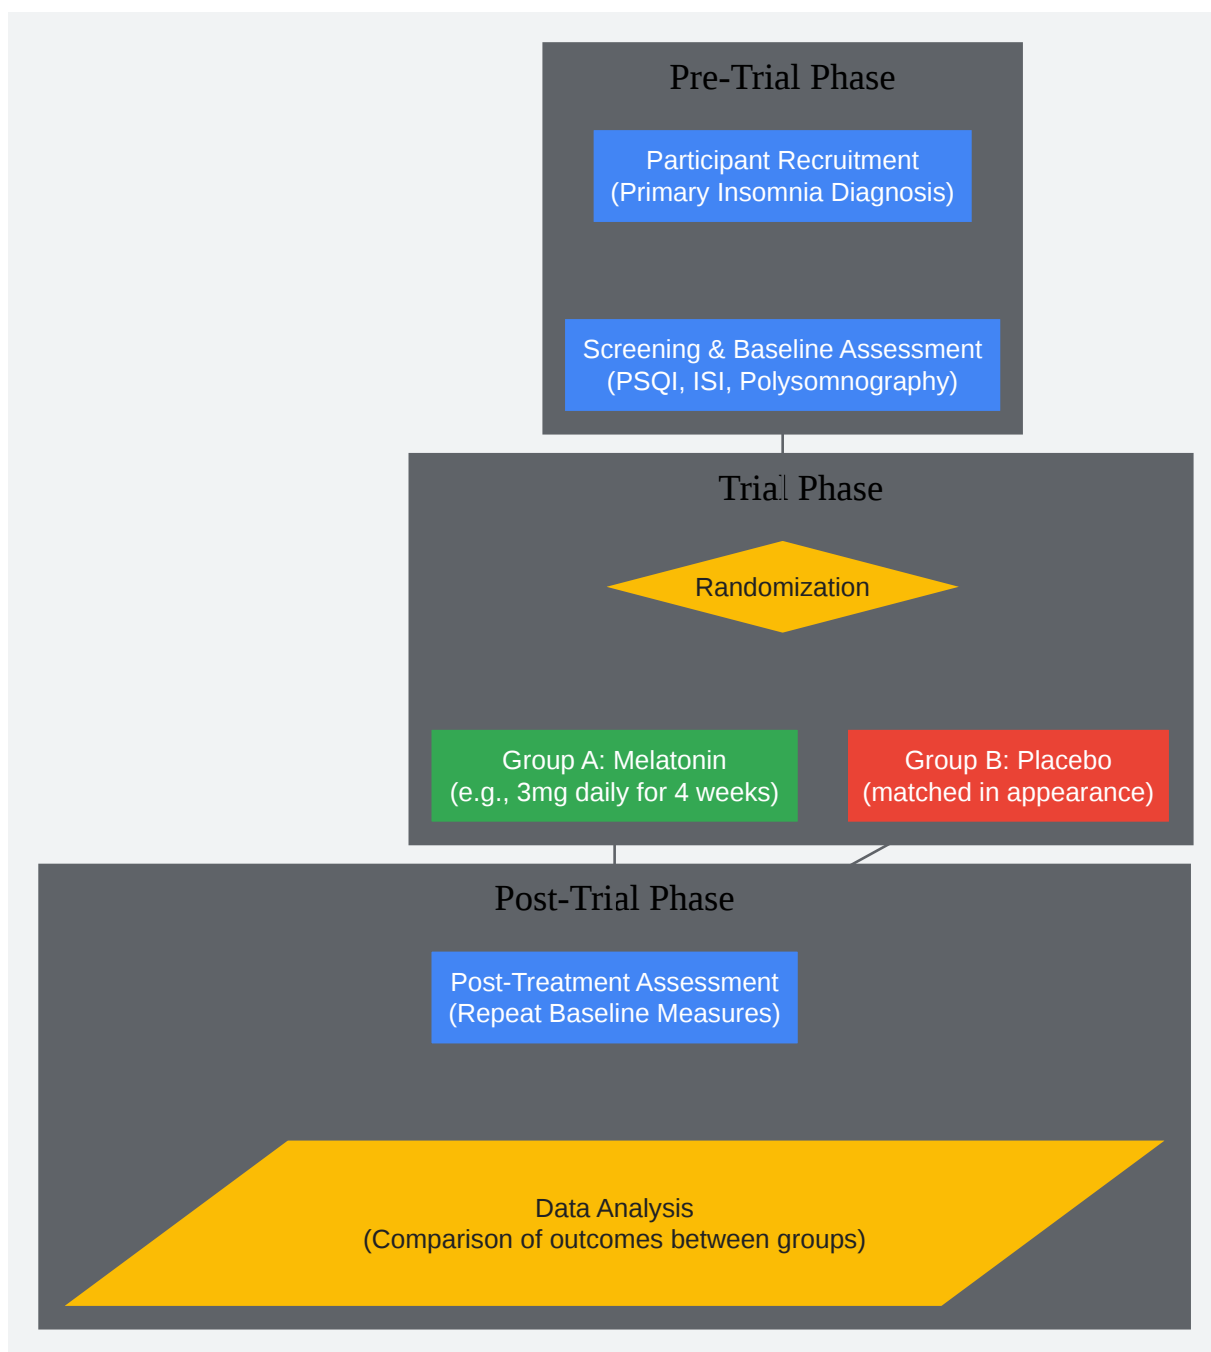 Pre-Trial Phase
Participant Recruitment
(Primary Insomnia Diagnosis)
Screening & Baseline Assessment
(PSQI, ISI, Polysomnography)
Trial Phase
Randomization
Group A: Melatonin
(e.g., 3mg daily for 4 weeks)
Group B: Placebo
(matched in appearance)
Post-Trial Phase
Post-Treatment Assessment
(Repeat Baseline Measures)
Data Analysis
(Comparison of outcomes between groups)